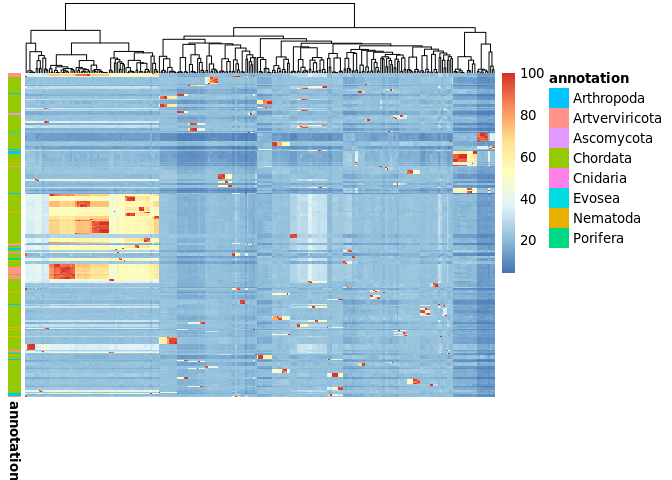 100
80
60
40
20
annotation
Arthropoda
Artverviricota
Ascomycota
Chordata
Cnidaria
Evosea
Nematoda
Porifera
annotation